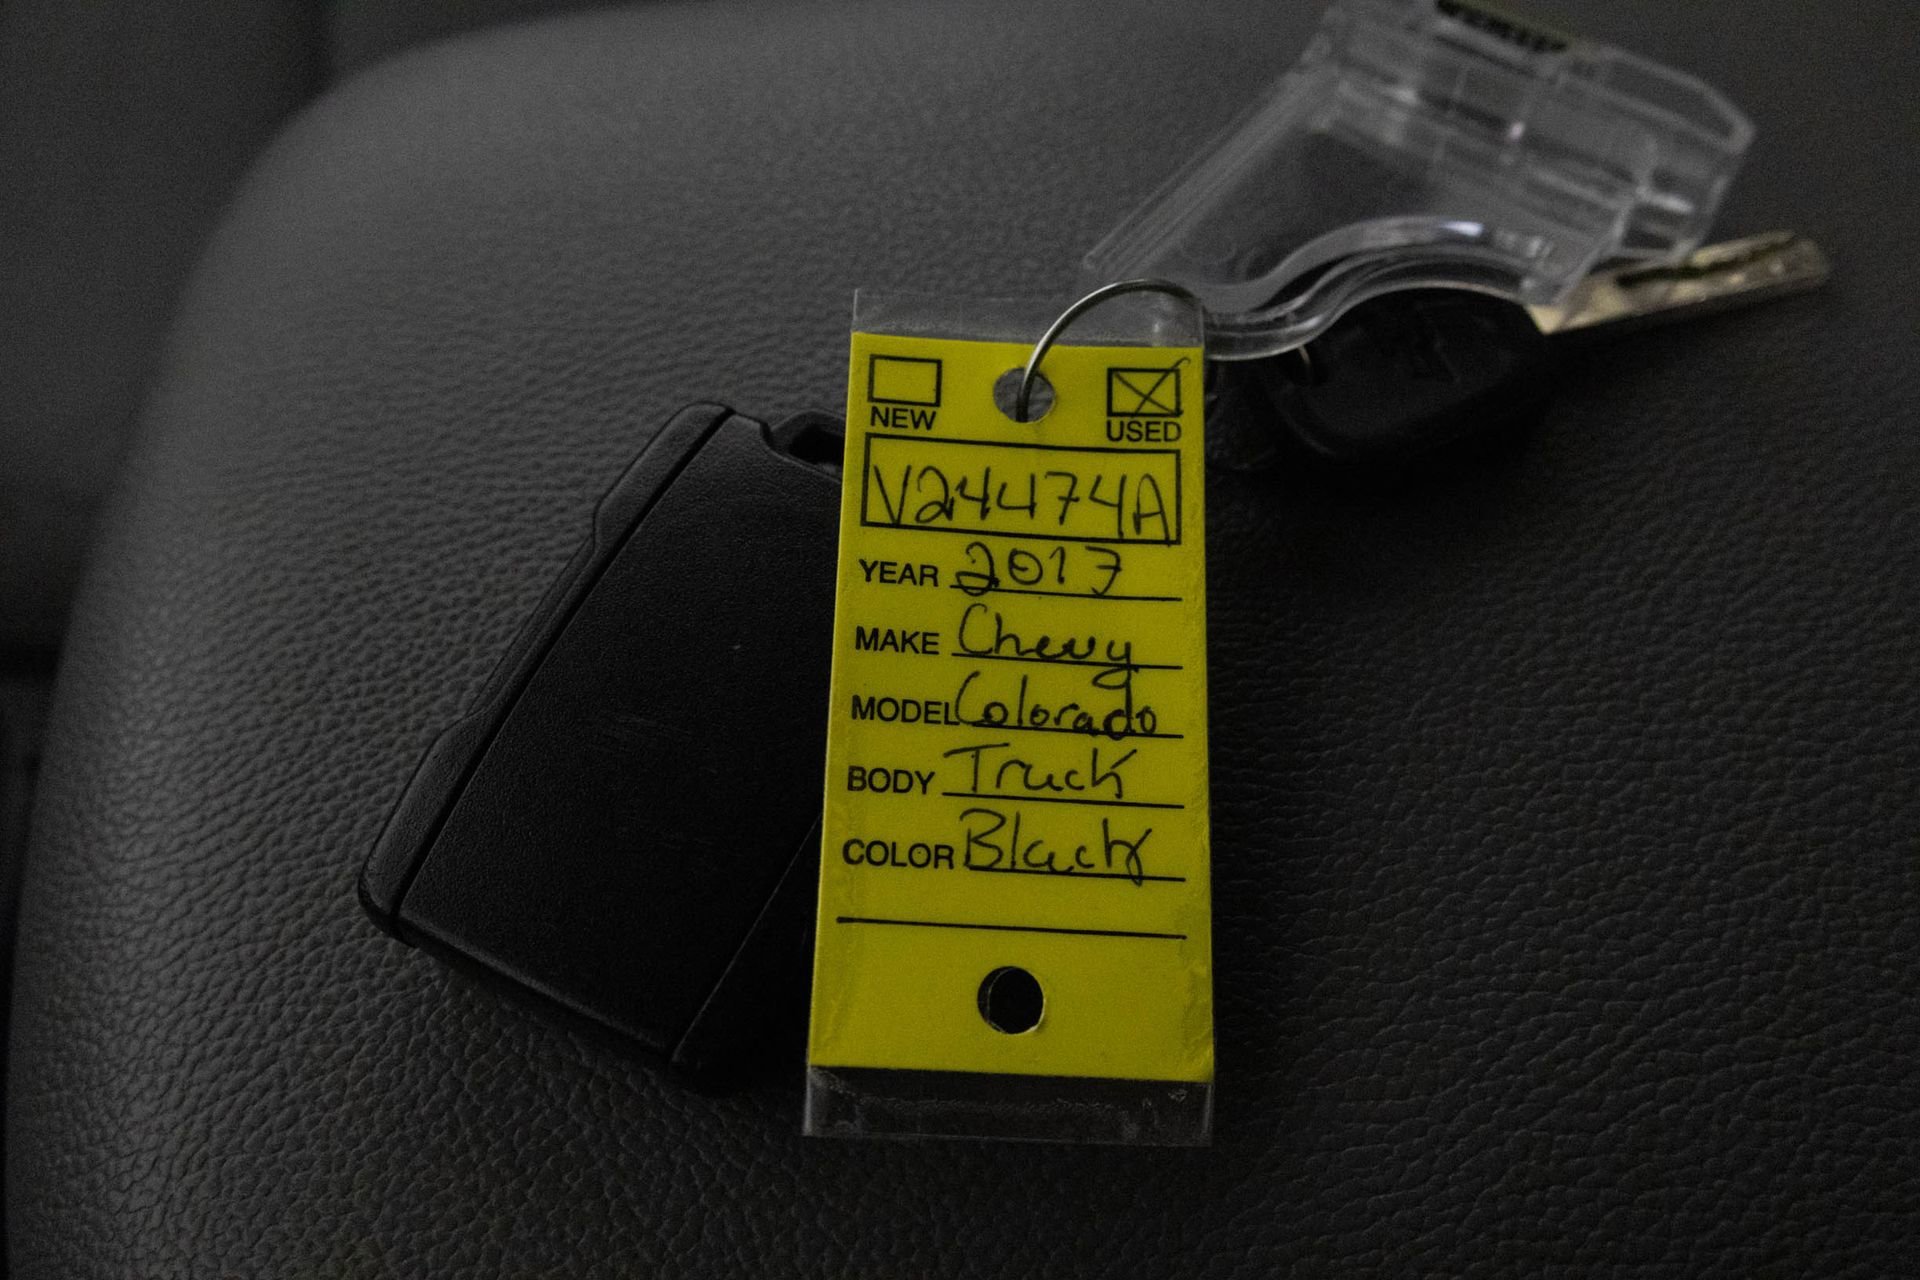 NEW USED
V24474A
YEAR 2017
MAKE Chevy
MODEL Colorado
BODY Truck
COLOR Black